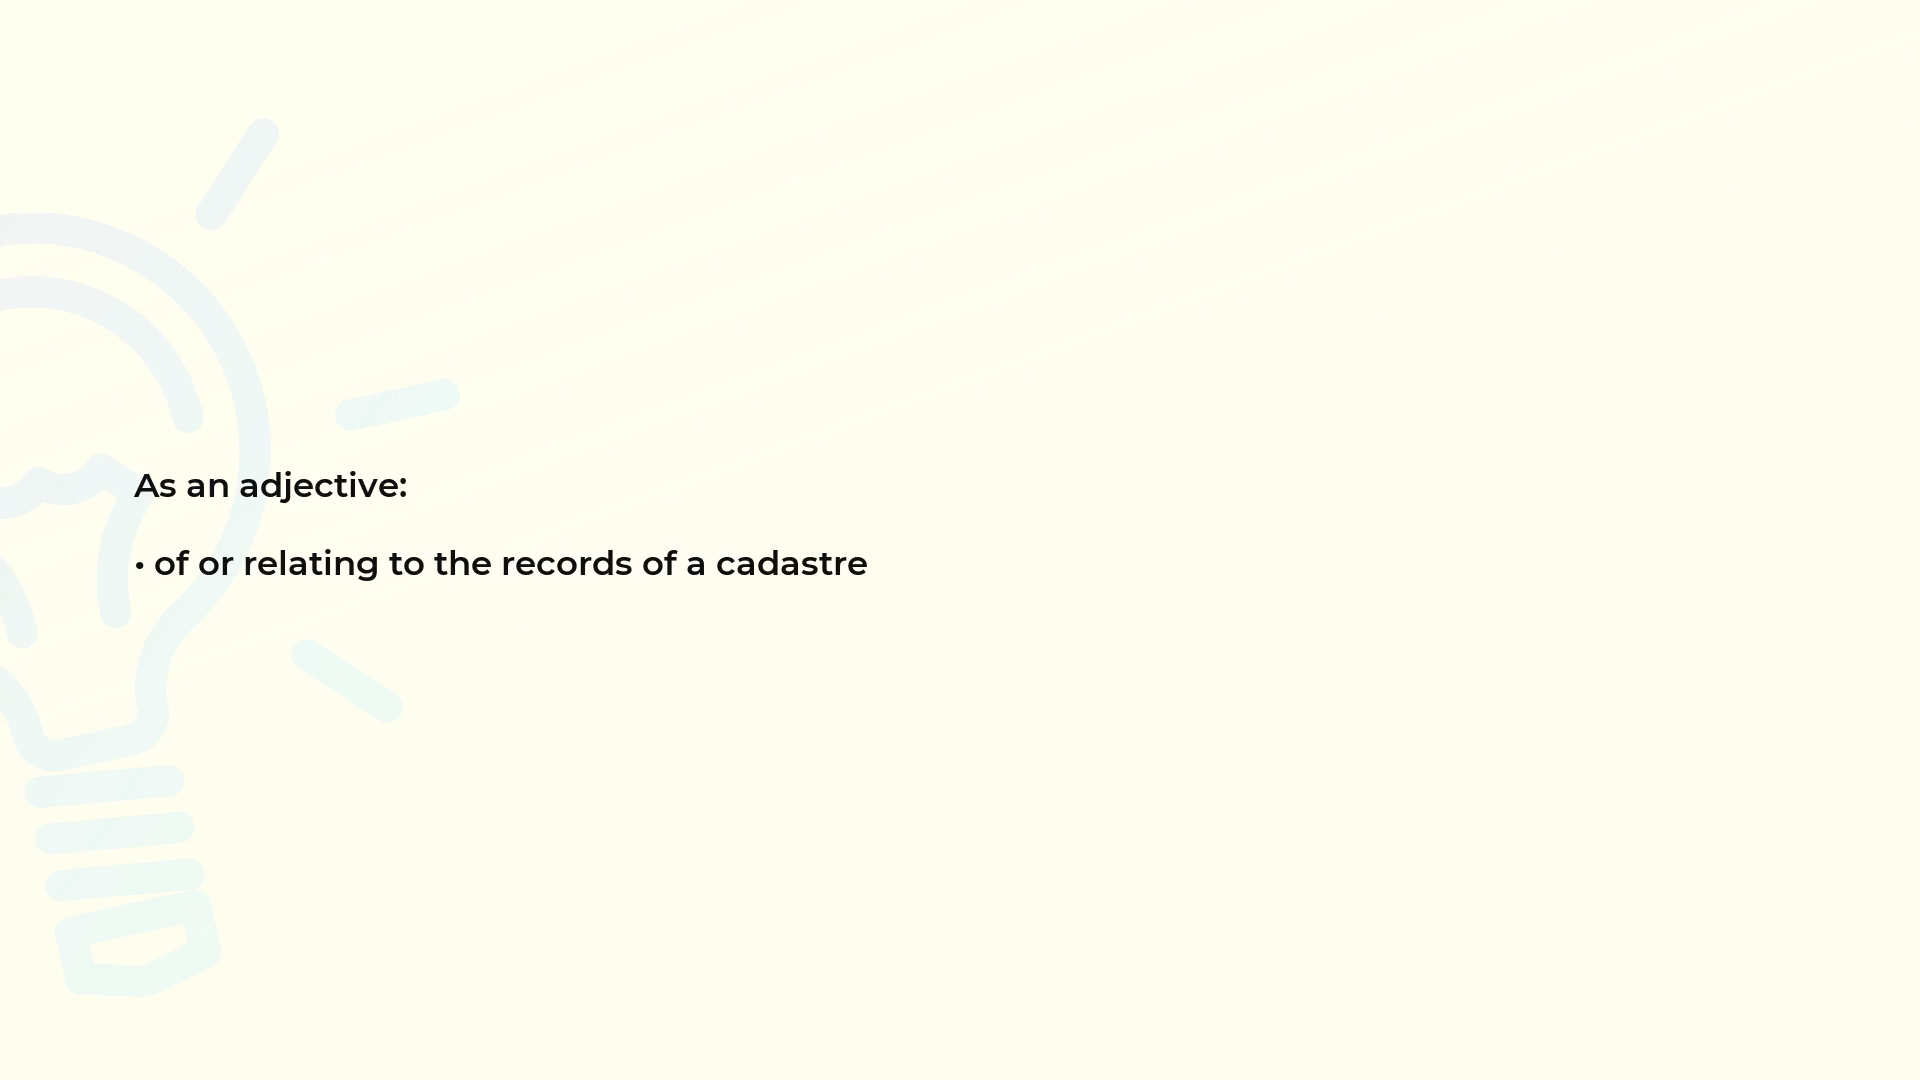 As an adjective:
• of or relating to the records of a cadastre